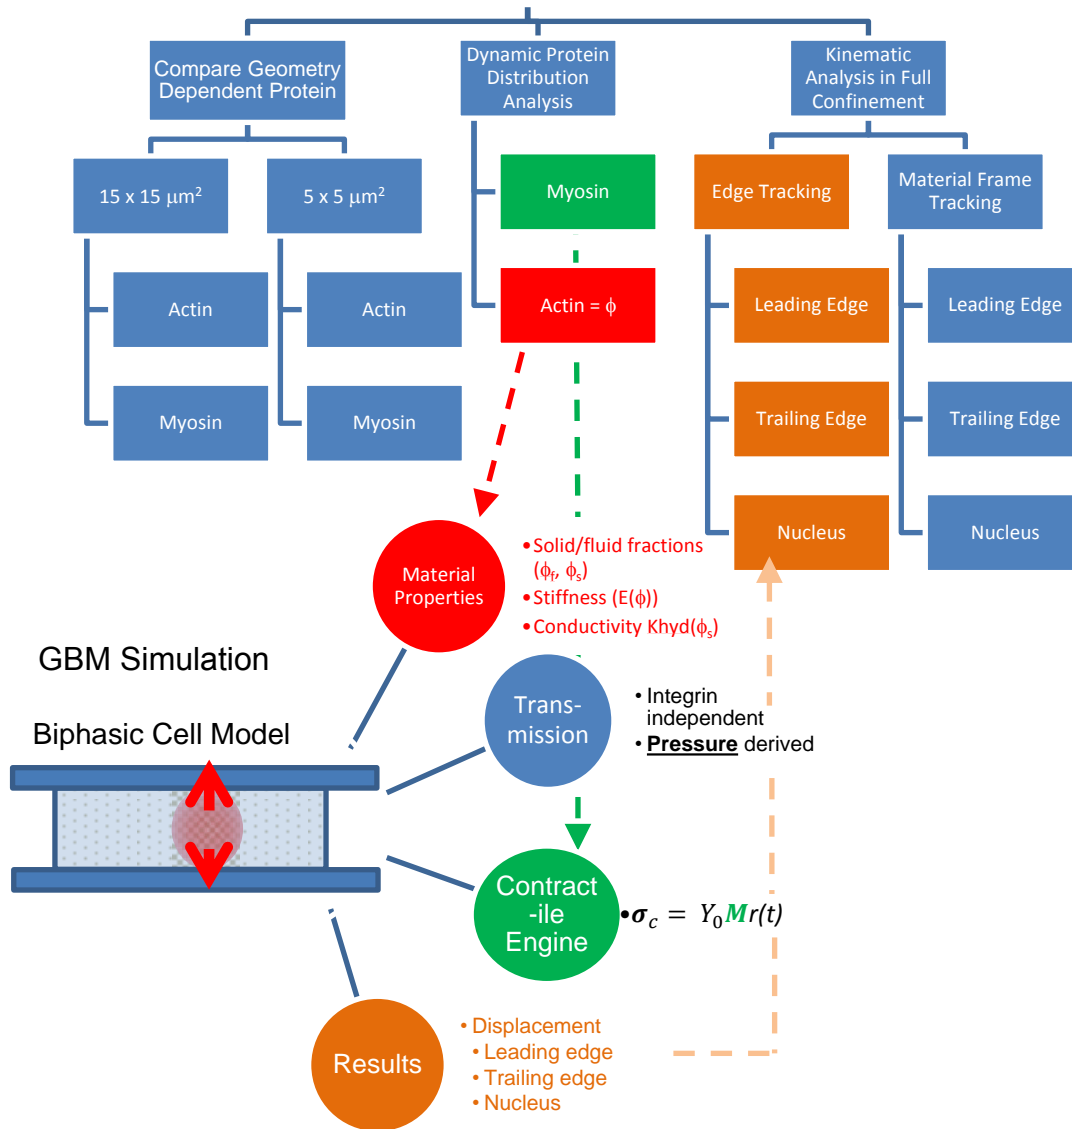 Compare Geometry
Dependent Protein
Dynamic Protein
Distribution
Analysis
Kinematic
Analysis in Full
Confinement
15 x 15 μm²
5 x 5 μm²
Myosin
Edge Tracking
Material Frame
Tracking
Actin
Actin
Actin = ϕ
Leading Edge
Leading Edge
Myosin
Myosin
Trailing Edge
Trailing Edge
Nucleus
Nucleus
Material
Properties
•Solid/fluid fractions
(ϕf, ϕs)
•Stiffness (E(ϕ))
•Conductivity Khyd(ϕs)
GBM Simulation
Biphasic Cell Model
Trans-
mission
• Integrin
independent
• Pressure derived
Contract
-ile
Engine
•σc = Y0Mr(t)
Results
• Displacement
• Leading edge
• Trailing edge
• Nucleus